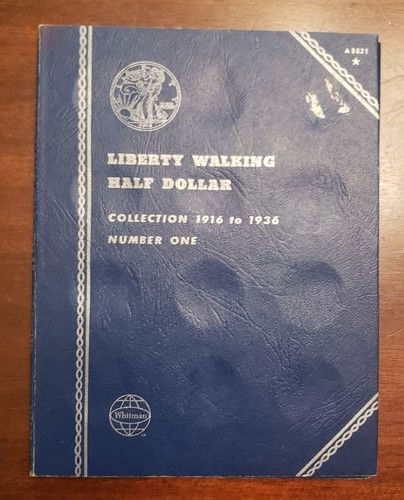 9021
LIBERTY WALKING
HALF DOLLAR
COLLECTION 1916 to 1936
NUMBER ONE
Whitman